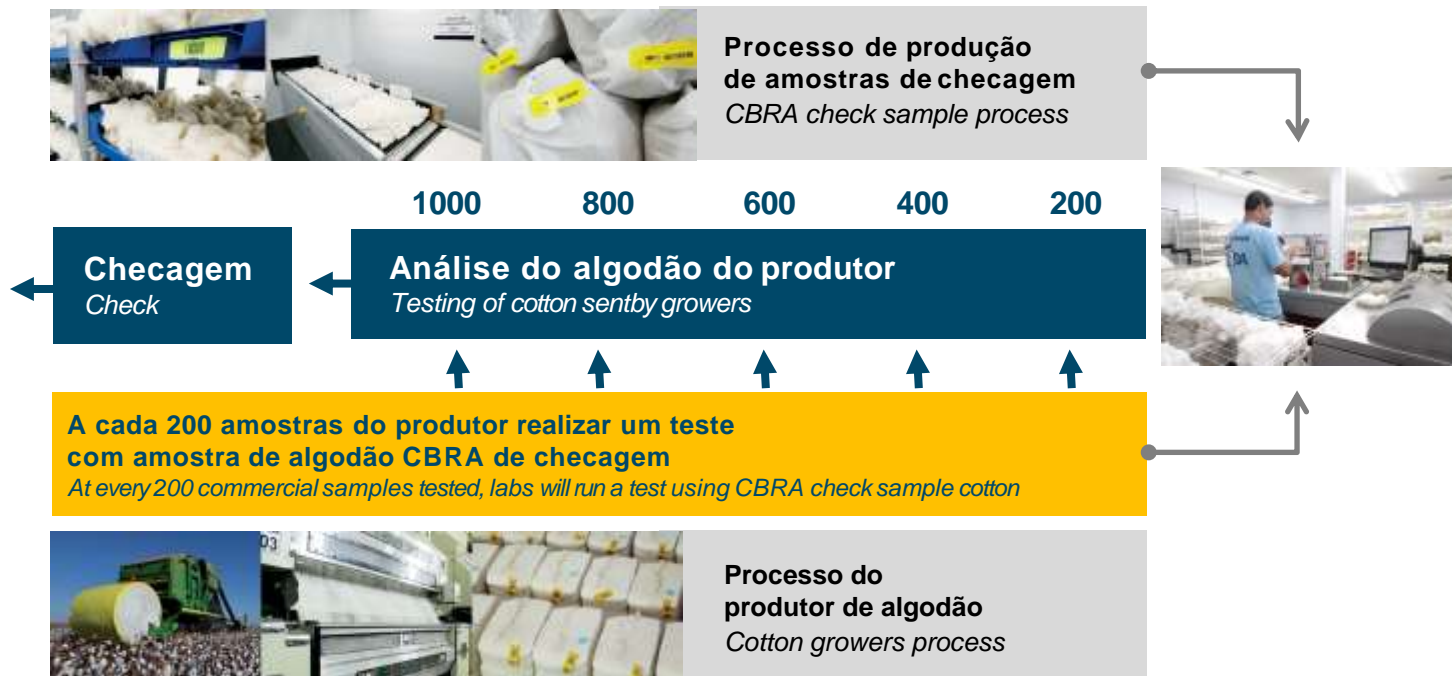 Processo de produção
de amostras de checagem
CBRA check sample process
1000 800 600 400 200
Checagem
Check
Análise do algodão do produtor
Testing of cotton sentby growers
A cada 200 amostras do produtor realizar um teste
com amostra de algodão CBRA de checagem
At every 200 commercial samples tested, labs will run a test using CBRA check sample cotton
03
Processo do
produtor de algodão
Cotton growers process